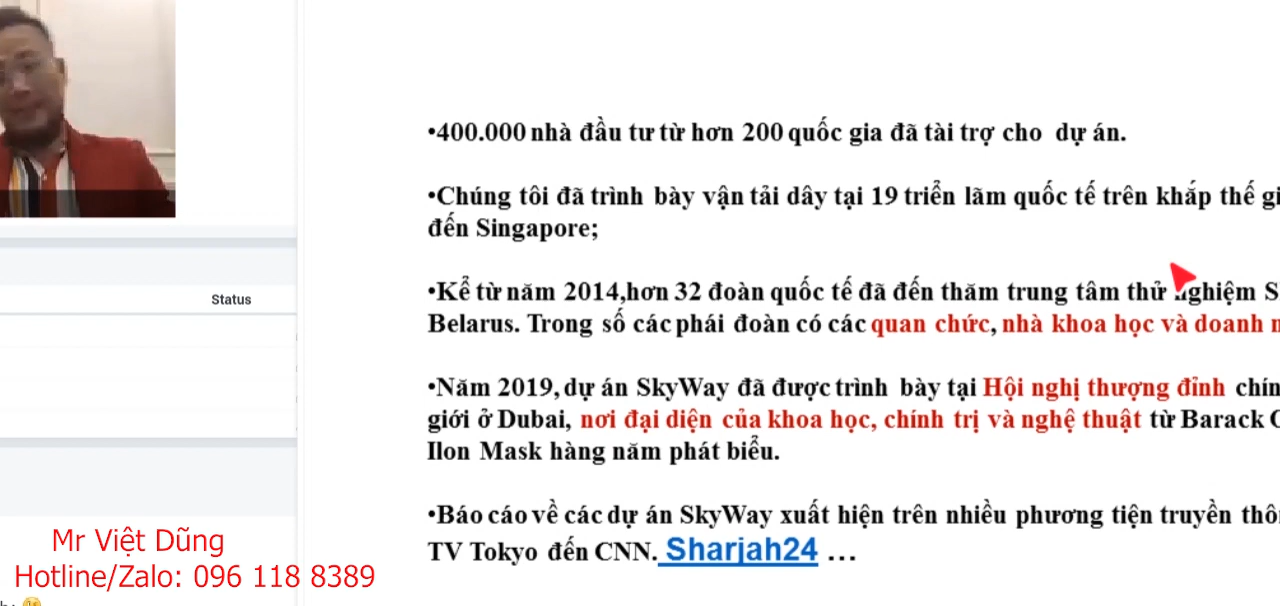 •400.000 nhà đầu tư từ hơn 200 quốc gia đã tài trợ cho dự án.
•Chúng tôi đã trình bày vận tải dây tại 19 triển lãm quốc tế trên khắp thế
đến Singapore;
•Kể từ năm 2014,hơn 32 đoàn quốc tế đã đến thăm trung tâm thử nghiệm
Belarus. Trong số các phái đoàn có các quan chức, nhà khoa học và doanh
•Năm 2019, dự án SkyWay đã được trình bày tại Hội nghị thượng đỉnh
giới ở Dubai, nơi đại diện của khoa học, chính trị và nghệ thuật từ Barack
Ilon Mask hàng năm phát biểu.
•Báo cáo về các dự án SkyWay xuất hiện trên nhiều phương tiện truyền
TV Tokyo đến CNN. Sharjah24 ...
Status
Mr Việt Dũng
Hotline/Zalo: 096 118 8389